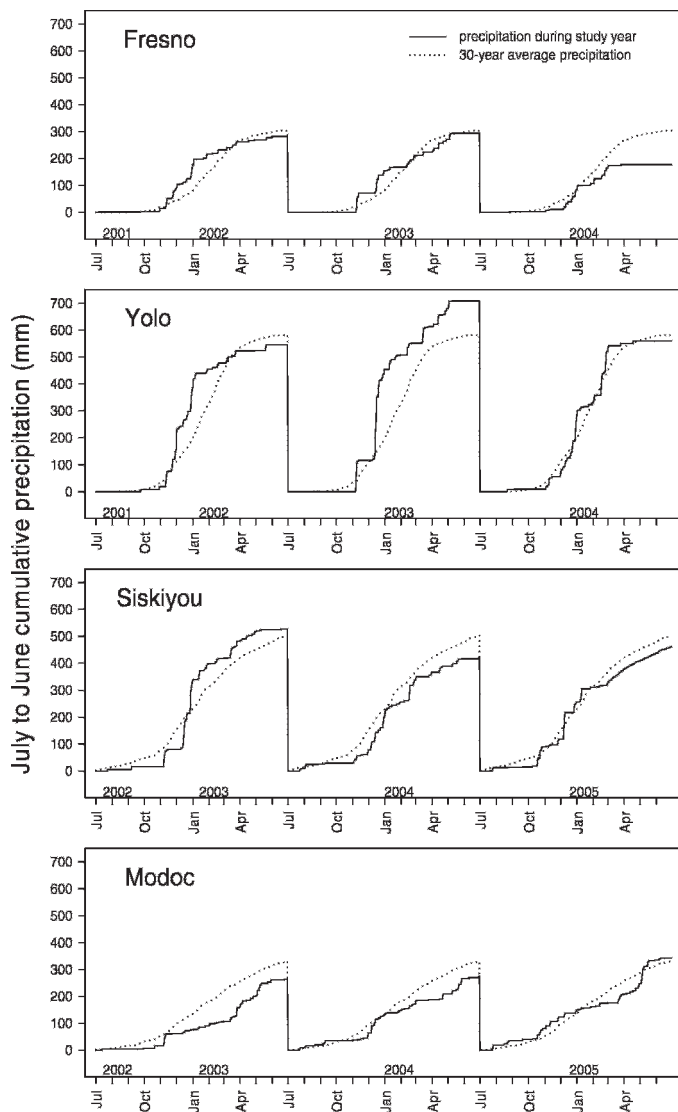 July to June cumulative precipitation (mm)
Fresno
precipitation during study year
30-year average precipitation
700
600
500
400
300
200
100
0
2001 2002 2003 2004
Jul Oct Jan Apr Jul Oct Jan Apr Jul Oct Jan Apr
Yolo
700
600
500
400
300
200
100
0
2001 2002 2003 2004
Jul Oct Jan Apr Jul Oct Jan Apr Jul Oct Jan Apr
Siskiyou
700
600
500
400
300
200
100
0
2002 2003 2004 2005
Jul Oct Jan Apr Jul Oct Jan Apr Jul Oct Jan Apr
Modoc
700
600
500
400
300
200
100
0
2002 2003 2004 2005
Jul Oct Jan Apr Jul Oct Jan Apr Jul Oct Jan Apr